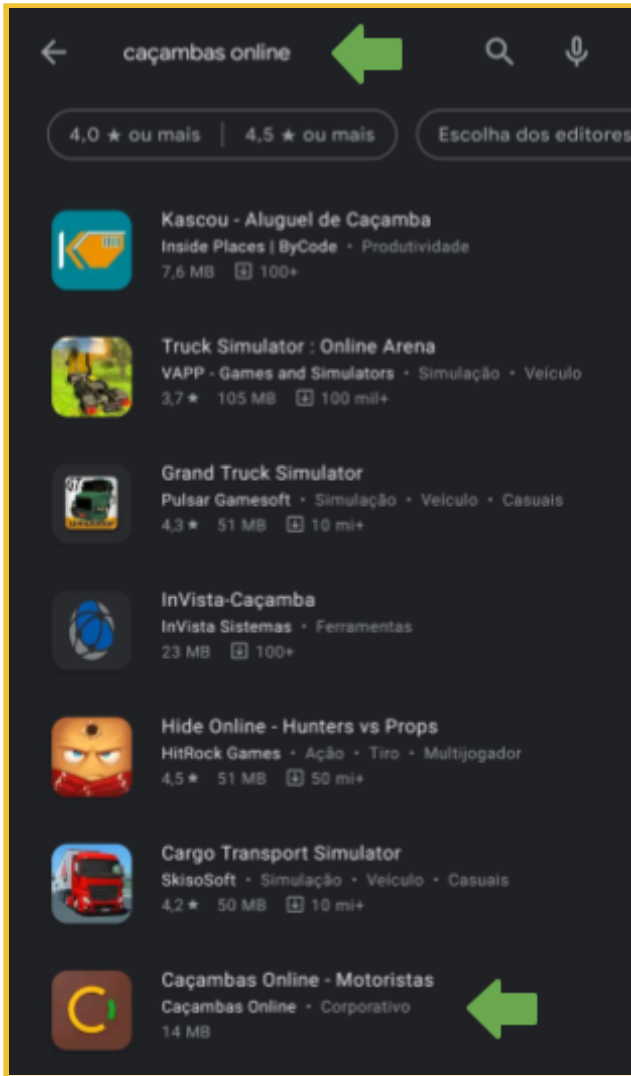 caçambas online
4,0 ★ ou mais | 4,5 ★ ou mais
Escolha dos editores
Kascou - Aluguel de Caçamba
Inside Places | ByCode • Produtividade
7,6 MB 100+
Truck Simulator : Online Arena
VAPP - Games and Simulators • Simulação • Veículo
3,7 ★ 105 MB 100 mil+
Grand Truck Simulator
Pulsar Gamesoft • Simulação • Veículo • Casuais
4,3 ★ 51 MB 10 mi+
InVista-Caçamba
InVista Sistemas • Ferramentas
23 MB 100+
Hide Online - Hunters vs Props
HitRock Games • Ação • Tiro • Multijogador
4,5 ★ 51 MB 50 mi+
Cargo Transport Simulator
SkisoSoft • Simulação • Veículo • Casuais
4,2 ★ 50 MB 10 mi+
Caçambas Online - Motoristas
Caçambas Online • Corporativo
14 MB